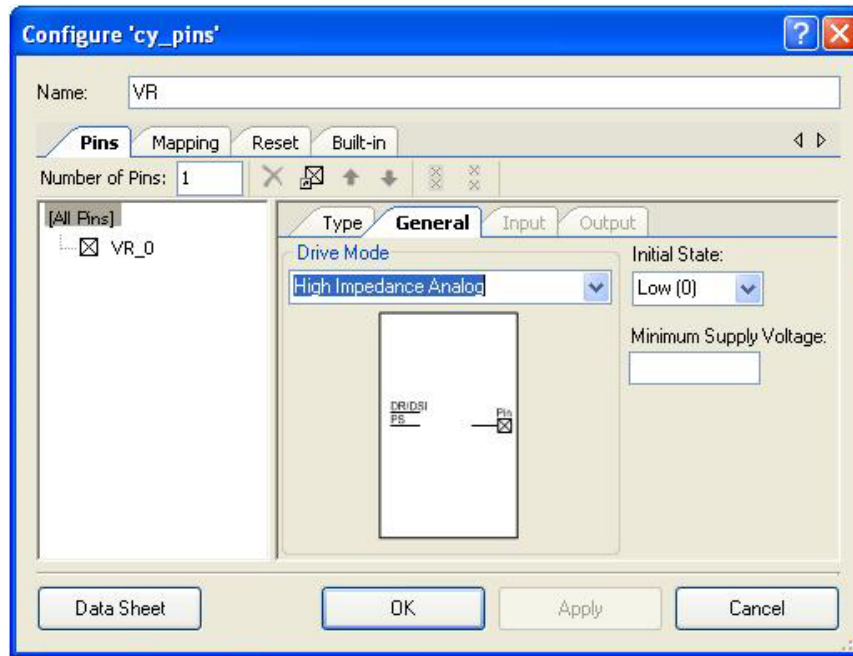 Configure 'cy_pins'
Name: VR
Pins Mapping Reset Built-in
Number of Pins: 1
[All Pins]
VR_0
Type General Input Output
Drive Mode
High Impedance Analog
Initial State:
Low (0)
Minimum Supply Voltage:
DR/DSI
PS
Pin
Data Sheet OK Apply Cancel